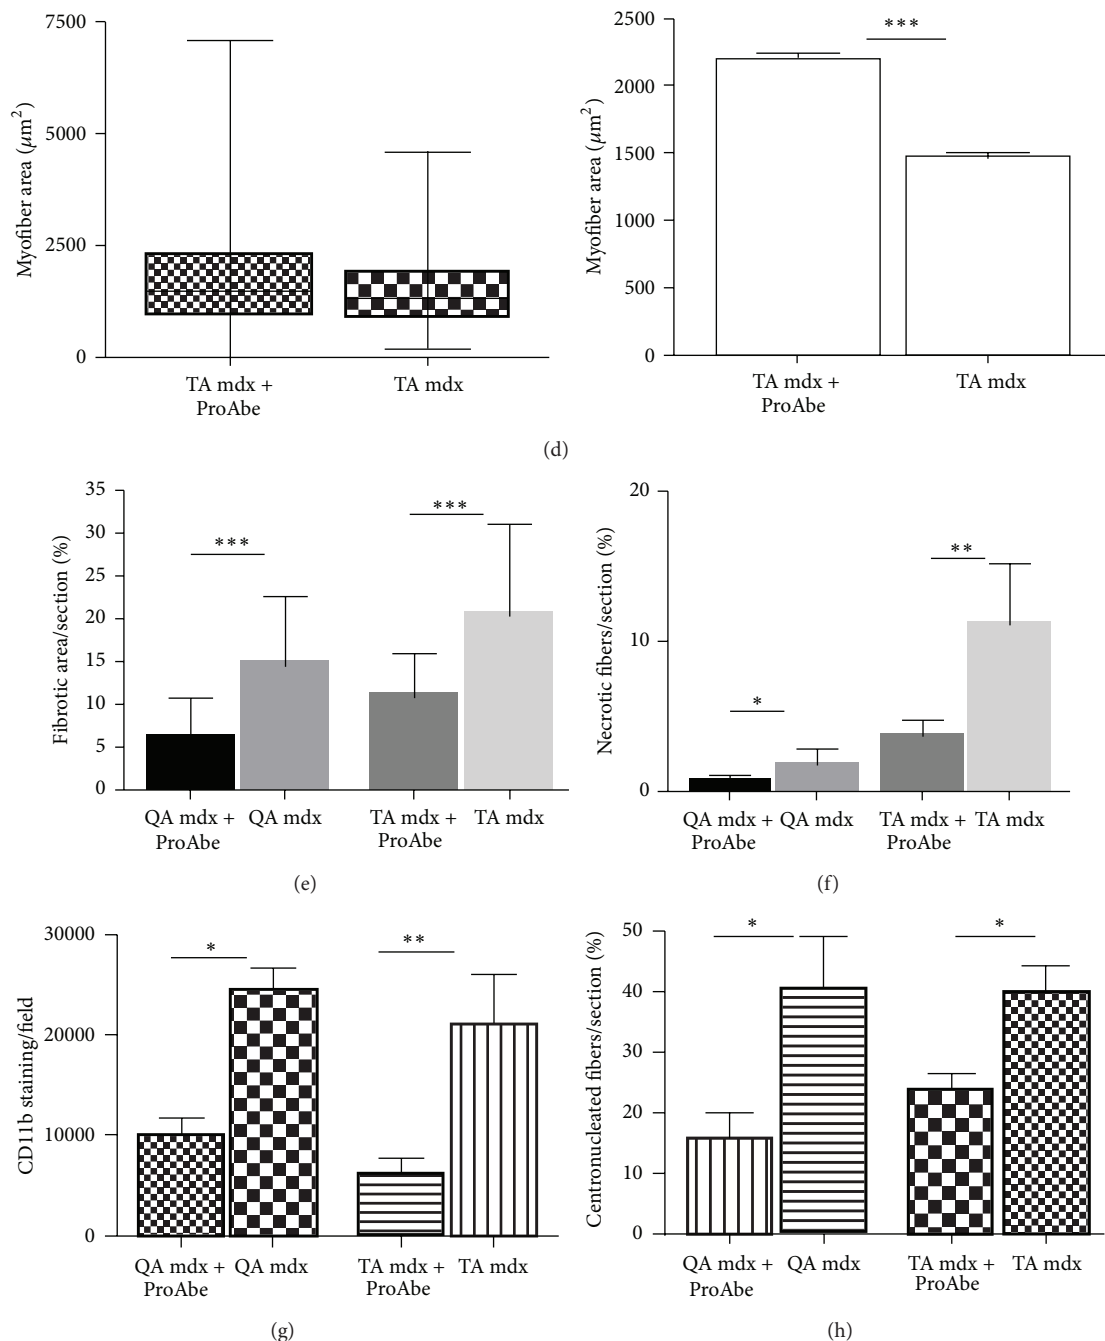 7500
5000
2500
0
Myofiber area (μm²)
TA mdx +
ProAbe
TA mdx
2500
2000
1500
1000
500
0
Myofiber area (μm²)
***
TA mdx +
ProAbe
TA mdx
(d)
35
30
25
20
15
10
5
0
Fibrotic area/section (%)
***
***
QA mdx +
ProAbe
QA mdx
TA mdx +
ProAbe
TA mdx
(e)
20
10
0
Necrotic fibers/section (%)
*
**
QA mdx +
ProAbe
QA mdx
TA mdx +
ProAbe
TA mdx
(f)
30000
20000
10000
0
CD11b staining/field
*
**
QA mdx +
ProAbe
QA mdx
TA mdx +
ProAbe
TA mdx
(g)
50
40
30
20
10
0
Centronucleated fibers/section (%)
*
*
QA mdx +
ProAbe
QA mdx
TA mdx +
ProAbe
TA mdx
(h)